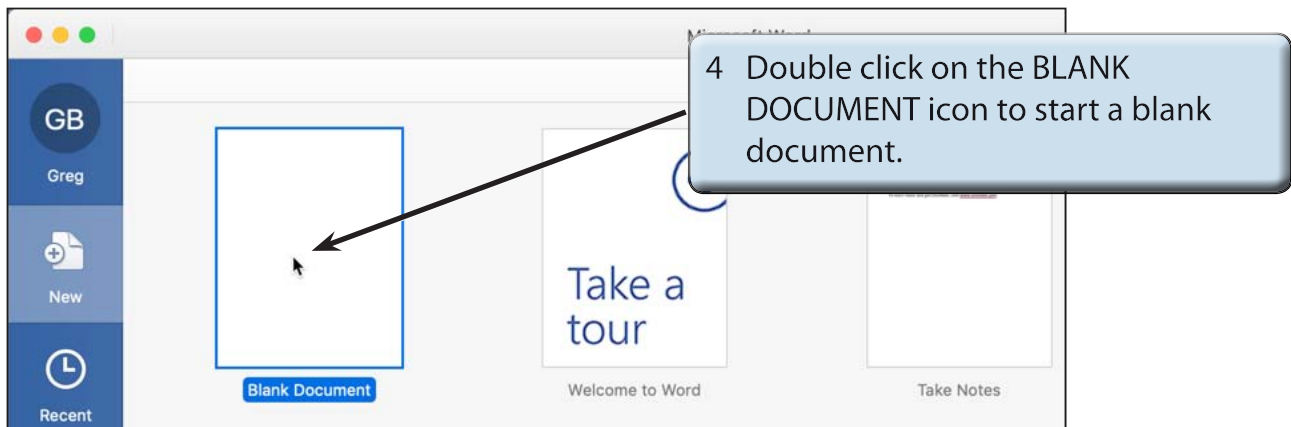 Microsoft Word
4 Double click on the BLANK
DOCUMENT icon to start a blank
document.
GB
Greg
New
Recent
Take a
tour
Blank Document
Welcome to Word
Take Notes